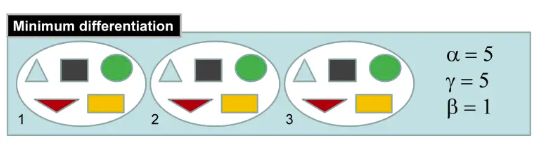 Minimum differentiation
1 2 3
α = 5
γ = 5
β = 1